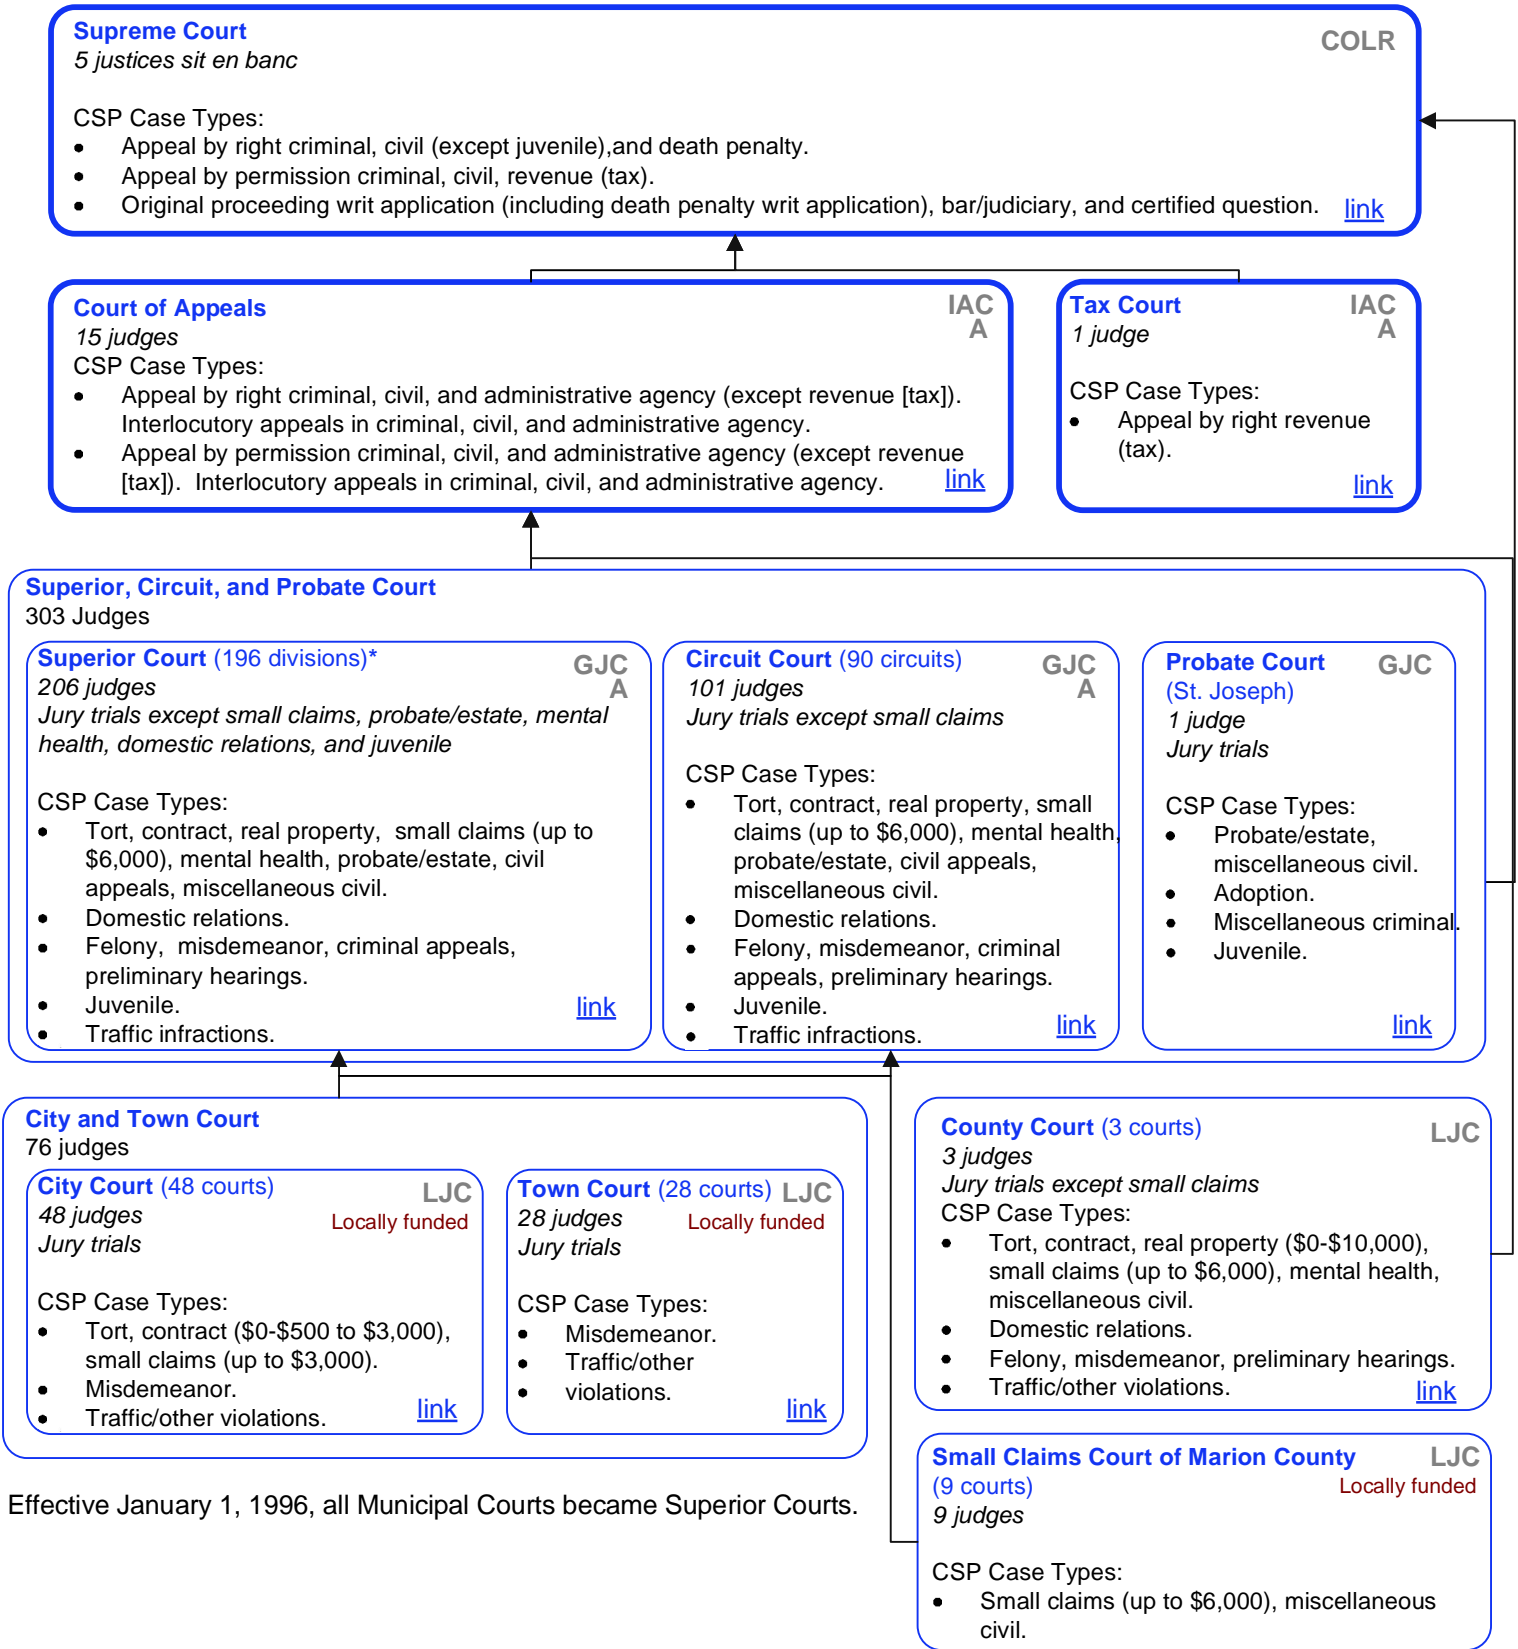 Supreme Court
COLR
5 justices sit en banc
CSP Case Types:
• Appeal by right criminal, civil (except juvenile),and death penalty.
• Appeal by permission criminal, civil, revenue (tax).
• Original proceeding writ application (including death penalty writ application), bar/judiciary, and certified question.
link
Court of Appeals
IAC
A
15 judges
CSP Case Types:
• Appeal by right criminal, civil, and administrative agency (except revenue [tax]).
Interlocutory appeals in criminal, civil, and administrative agency.
• Appeal by permission criminal, civil, and administrative agency (except revenue
[tax]). Interlocutory appeals in criminal, civil, and administrative agency.
link
Tax Court
IAC
A
1 judge
CSP Case Types:
• Appeal by right revenue
(tax).
link
Superior, Circuit, and Probate Court
303 Judges
Superior Court (196 divisions)*
GJC
A
206 judges
Jury trials except small claims, probate/estate, mental
health, domestic relations, and juvenile
CSP Case Types:
• Tort, contract, real property, small claims (up to
$6,000), mental health, probate/estate, civil
appeals, miscellaneous civil.
• Domestic relations.
• Felony, misdemeanor, criminal appeals,
preliminary hearings.
• Juvenile.
• Traffic infractions.
link
Circuit Court (90 circuits)
GJC
A
101 judges
Jury trials except small claims
CSP Case Types:
• Tort, contract, real property, small
claims (up to $6,000), mental health,
probate/estate, civil appeals,
miscellaneous civil.
• Domestic relations.
• Felony, misdemeanor, criminal
appeals, preliminary hearings.
• Juvenile.
• Traffic infractions.
link
Probate Court
GJC
(St. Joseph)
1 judge
Jury trials
CSP Case Types:
• Probate/estate,
miscellaneous civil.
• Adoption.
• Miscellaneous criminal.
• Juvenile.
link
City and Town Court
76 judges
City Court (48 courts)
LJC
48 judges
Locally funded
Jury trials
CSP Case Types:
• Tort, contract ($0-$500 to $3,000),
small claims (up to $3,000).
• Misdemeanor.
• Traffic/other violations.
link
Town Court (28 courts)
LJC
28 judges
Locally funded
Jury trials
CSP Case Types:
• Misdemeanor.
• Traffic/other
• violations.
link
County Court (3 courts)
LJC
3 judges
Jury trials except small claims
CSP Case Types:
• Tort, contract, real property ($0-$10,000),
small claims (up to $6,000), mental health,
miscellaneous civil.
• Domestic relations.
• Felony, misdemeanor, preliminary hearings.
• Traffic/other violations.
link
Small Claims Court of Marion County
LJC
(9 courts)
Locally funded
9 judges
CSP Case Types:
• Small claims (up to $6,000), miscellaneous
civil.
Effective January 1, 1996, all Municipal Courts became Superior Courts.